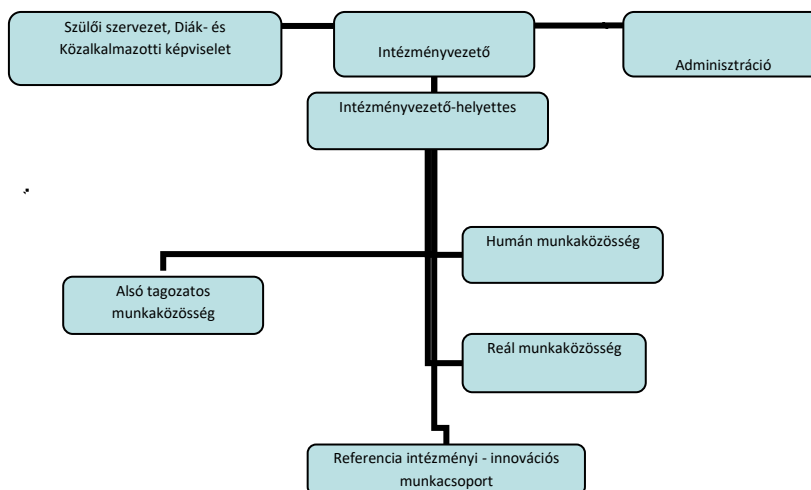 Szülői szervezet, Diák- és
Közalkalmazotti képviselet
Intézményvezető
Adminisztráció
Intézményvezető-helyettes
Humán munkaközösség
Alsó tagozatos
munkaközösség
Reál munkaközösség
Referencia intézményi - innovációs
munkacsoport